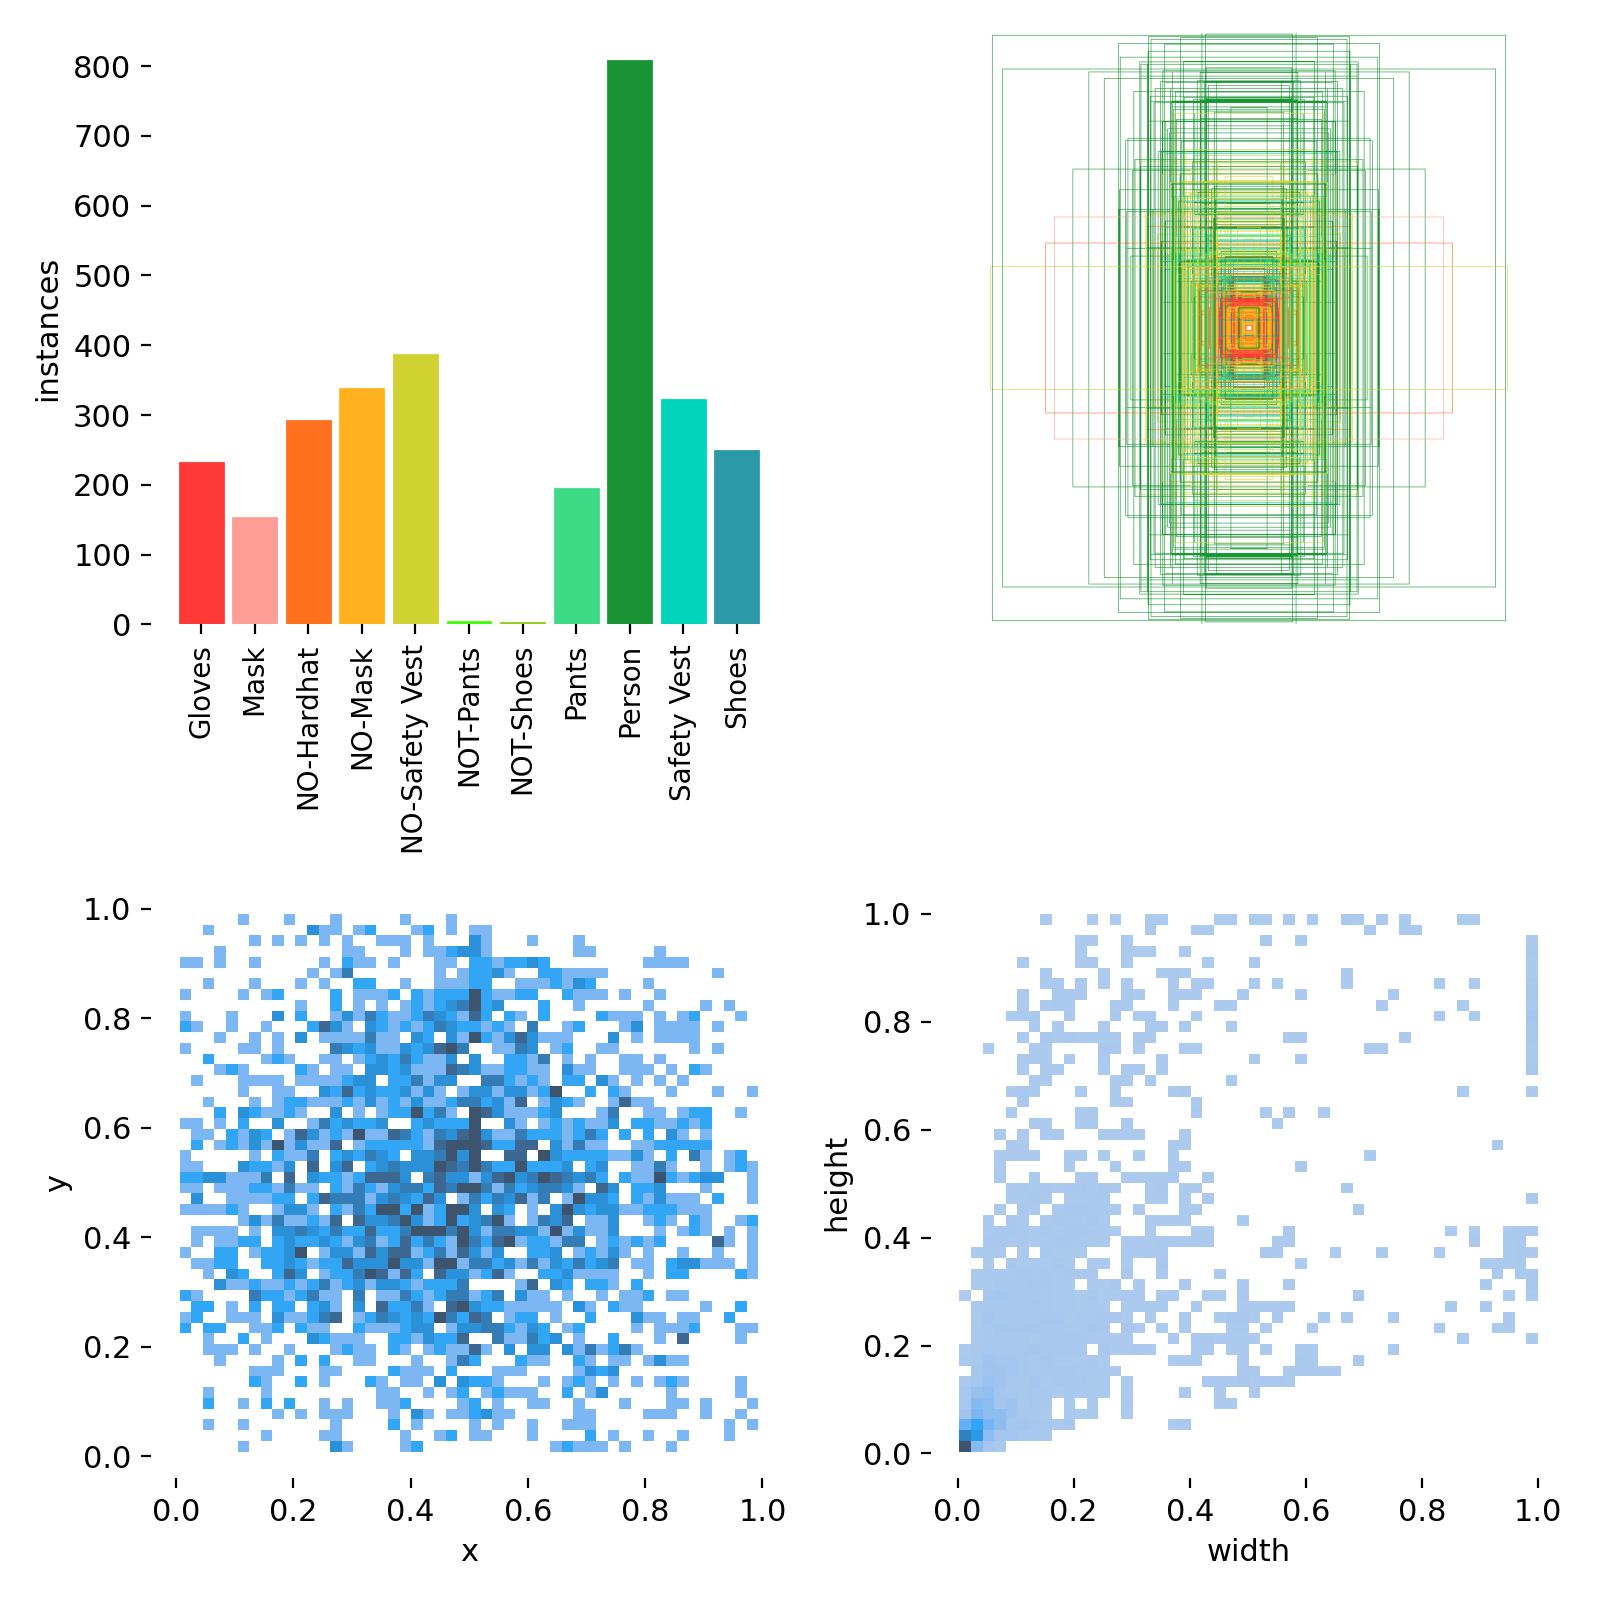 instances
800
700
600
500
400
300
200
100
0
Gloves
Mask
NO-Hardhat
NO-Mask
NO-Safety Vest
NOT-Pants
NOT-Shoes
Pants
Person
Safety Vest
Shoes
y
1.0
0.8
0.6
0.4
0.2
0.0
0.0 0.2 0.4 0.6 0.8 1.0
x
height
1.0
0.8
0.6
0.4
0.2
0.0
0.0 0.2 0.4 0.6 0.8 1.0
width